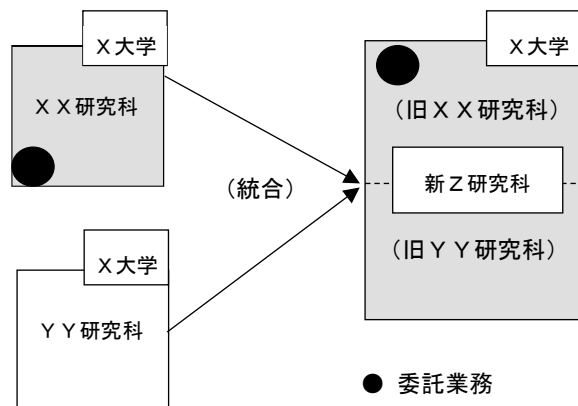 X大学
XX研究科
X大学
(旧XX研究科)
(統合)
新Z研究科
(旧YY研究科)
X大学
YY研究科
● 委託業務